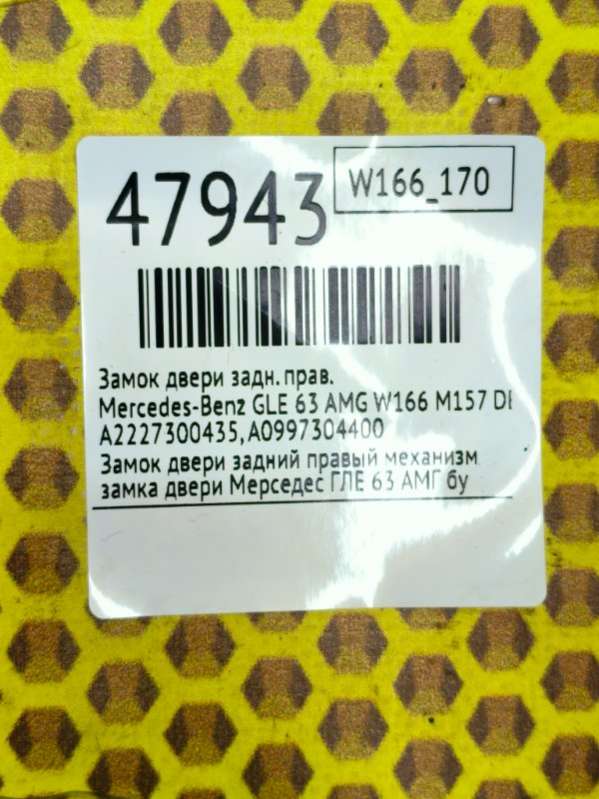 47943
W166_170
Замок двери задн. прав.
Mercedes-Benz GLE 63 AMG W166 M157 DE
A2227300435,A0997304400
Замок двери задний правый механизм
замка двери Мерседес ГЛЕ 63 АМГ бу